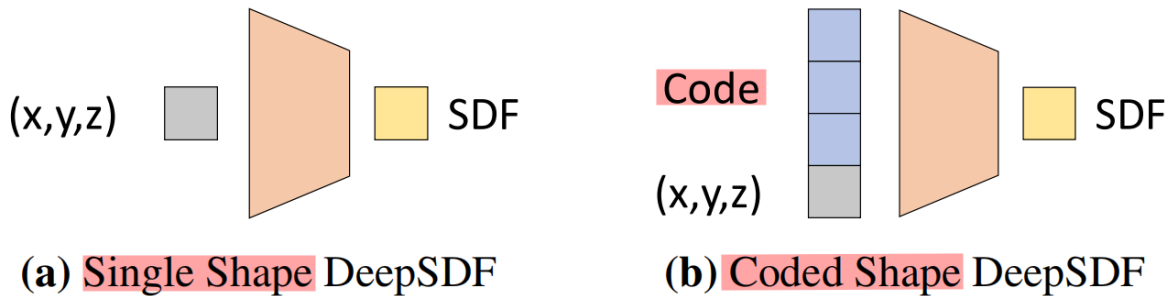 (x,y,z) SDF
(a) Single Shape DeepSDF
Code
(x,y,z) SDF
(b) Coded Shape DeepSDF